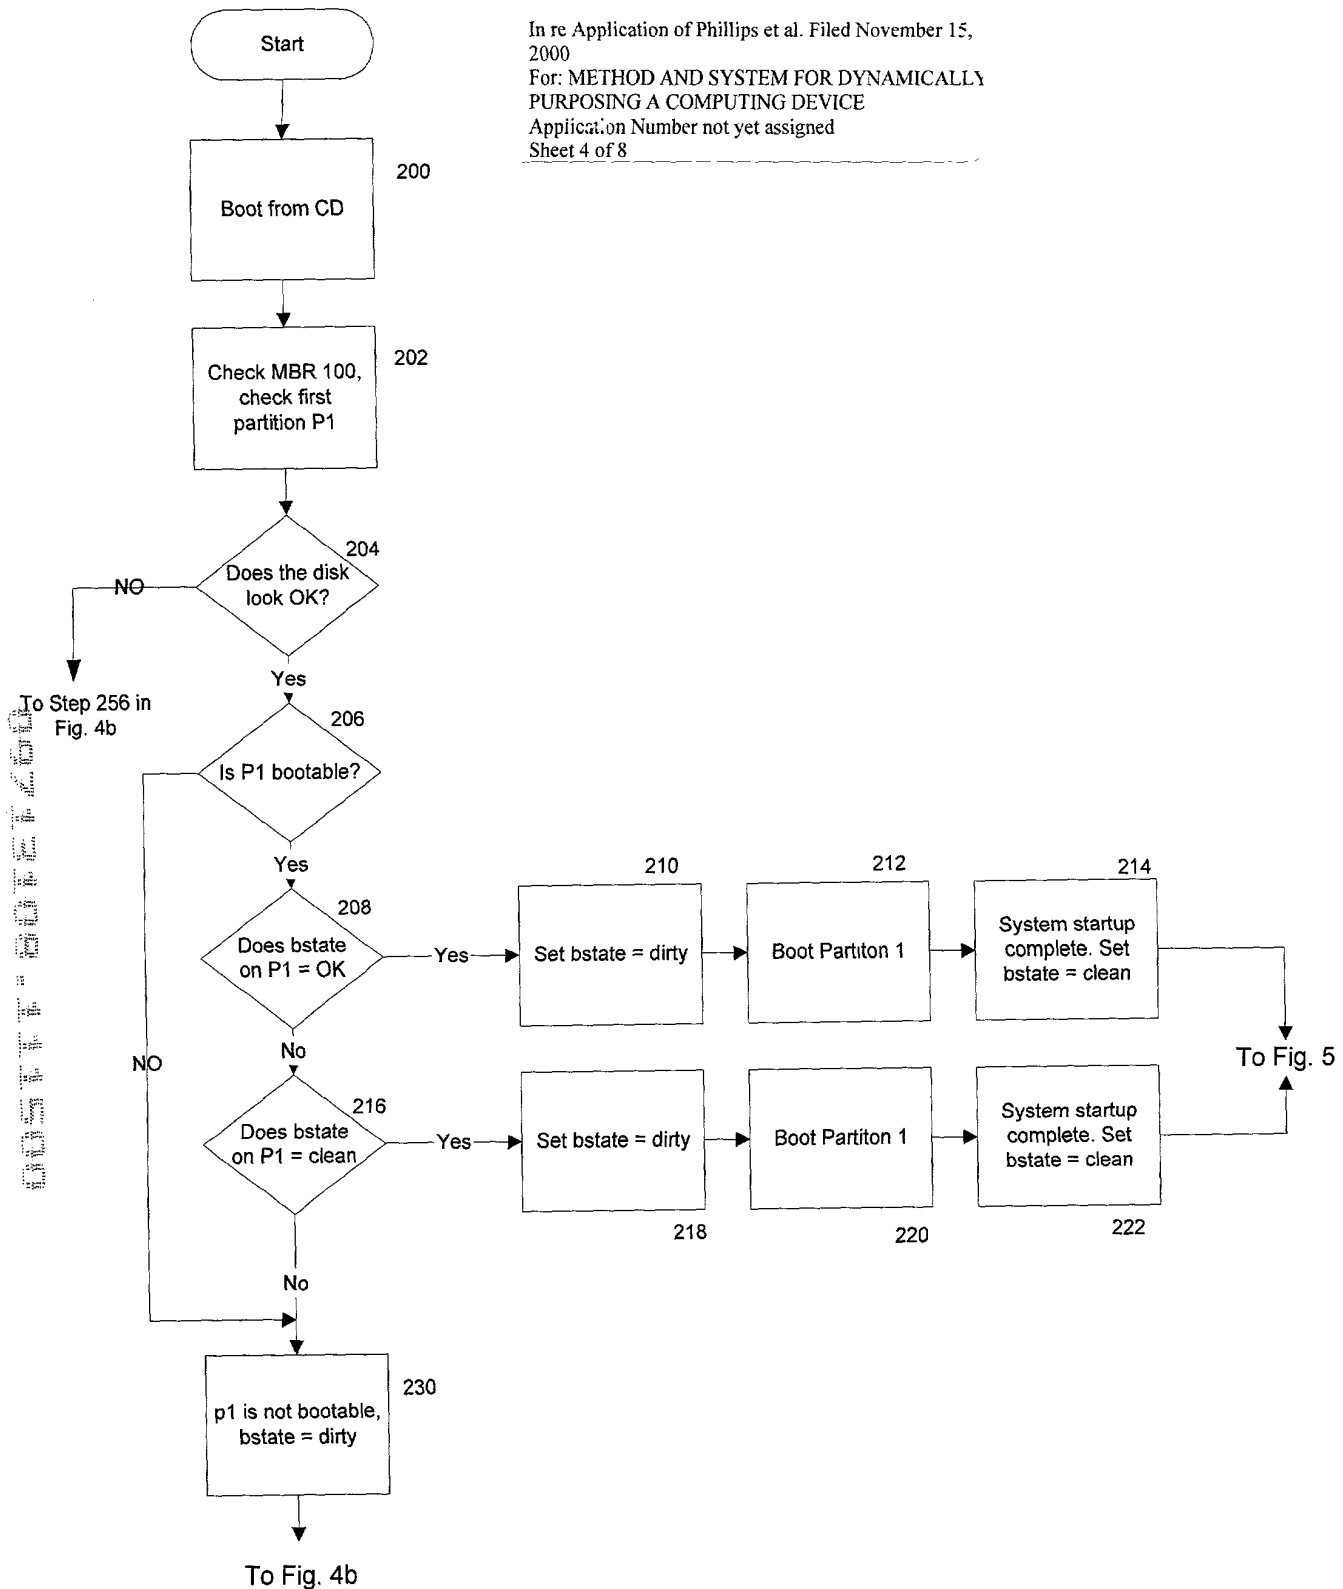 Start
In re Application of Phillips et al. Filed November 15,
2000
For: METHOD AND SYSTEM FOR DYNAMICALLY
PURPOSING A COMPUTING DEVICE
Application Number not yet assigned
Sheet 4 of 8
200
Boot from CD
202
Check MBR 100,
check first
partition P1
204
Does the disk
look OK?
NO
To Step 256 in
Fig. 4b
Yes
206
Is P1 bootable?
NO
Yes
208
Does bstate
on P1 = OK
Yes
210
Set bstate = dirty
212
Boot Partiton 1
214
System startup
complete. Set
bstate = clean
To Fig. 5
No
216
Does bstate
on P1 = clean
Yes
Set bstate = dirty
218
Boot Partiton 1
220
System startup
complete. Set
bstate = clean
222
No
230
p1 is not bootable,
bstate = dirty
To Fig. 4b